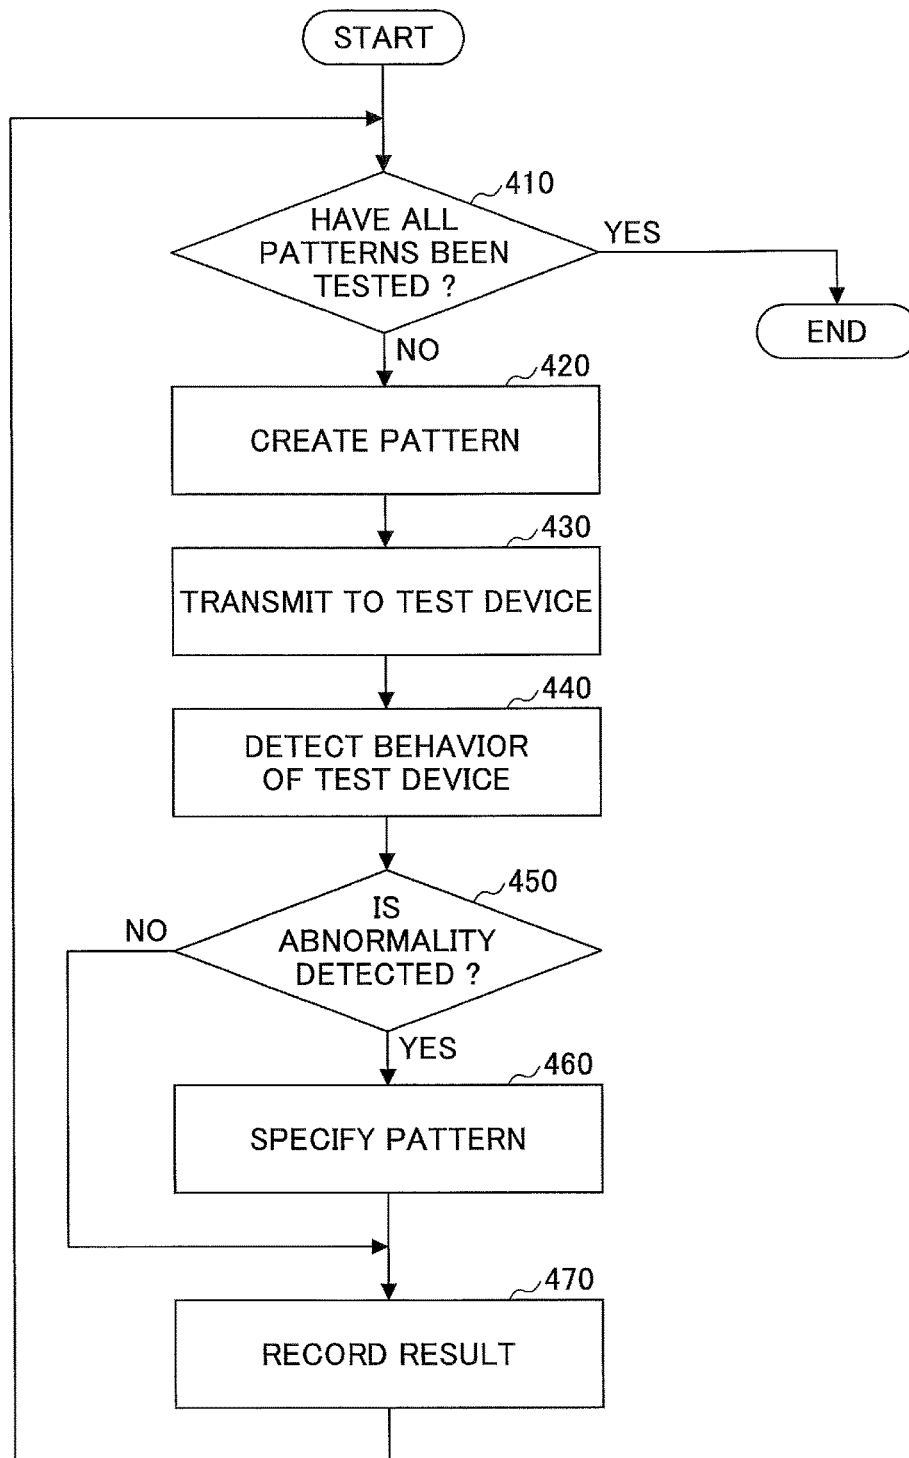 START
410
HAVE ALL
PATTERNS BEEN
TESTED ?
YES
END
NO
420
CREATE PATTERN
430
TRANSMIT TO TEST DEVICE
440
DETECT BEHAVIOR
OF TEST DEVICE
450
IS
ABNORMALITY
DETECTED ?
NO
YES
460
SPECIFY PATTERN
470
RECORD RESULT